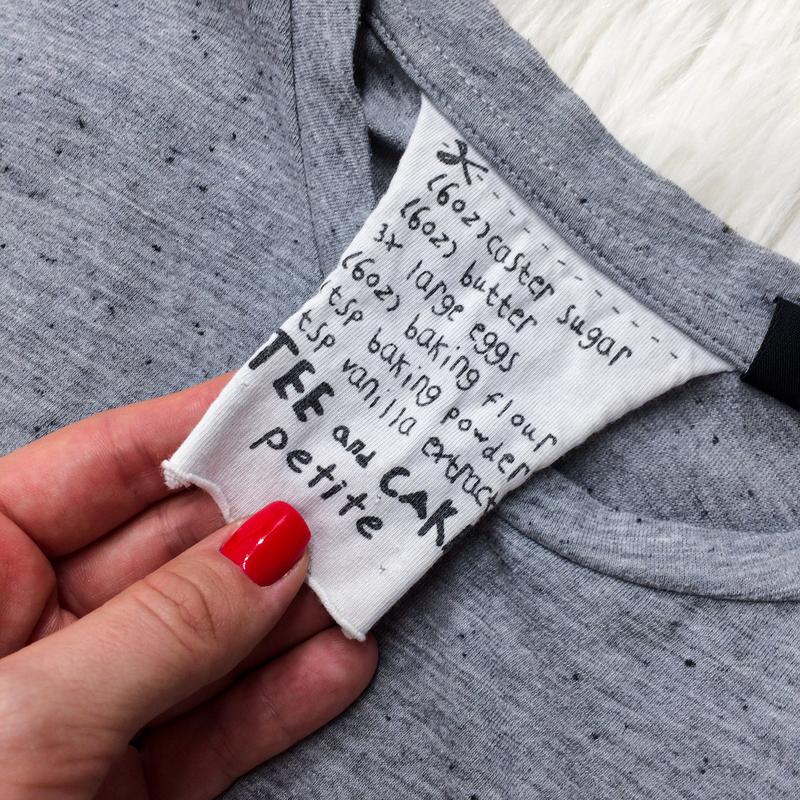 (6oz) caster sugar
(6oz) butter
3x large eggs
(6oz) baking flour
tsp baking powder
tsp vanilla extract
TEE and CAK
petite